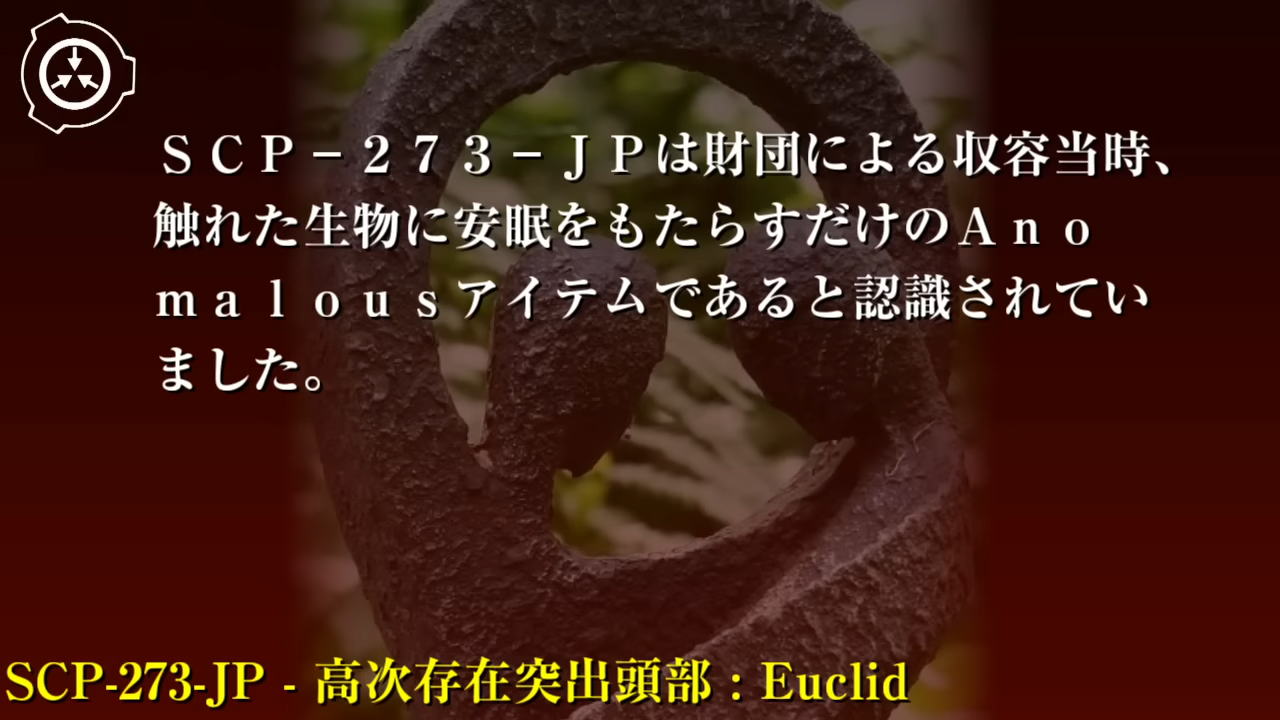 SCP－273－JPは財団による収容当時、
触れた生物に安眠をもたらすだけのAno
malousアイテムであると認識されてい
ました。
SCP-273-JP - 高次存在突出頭部：Euclid